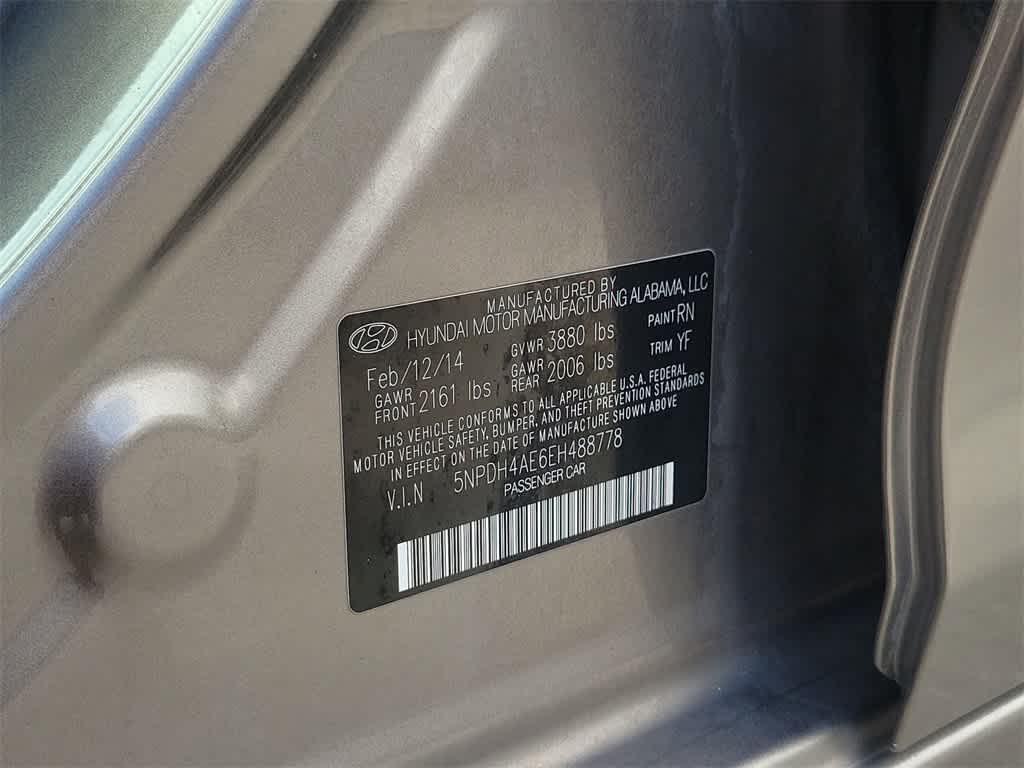 MANUFACTURED BY
HYUNDAI MOTOR MANUFACTURING ALABAMA, LLC
Feb/12/14 GVWR 3880 lbs PAINT RN
GAWR FRONT 2161 lbs GAWR REAR 2006 lbs TRIM YF
THIS VEHICLE CONFORMS TO ALL APPLICABLE U.S.A. FEDERAL
MOTOR VEHICLE SAFETY, BUMPER, AND THEFT PREVENTION STANDARDS
IN EFFECT ON THE DATE OF MANUFACTURE SHOWN ABOVE
V.I.N 5NPDH4AE6EH488778
PASSENGER CAR